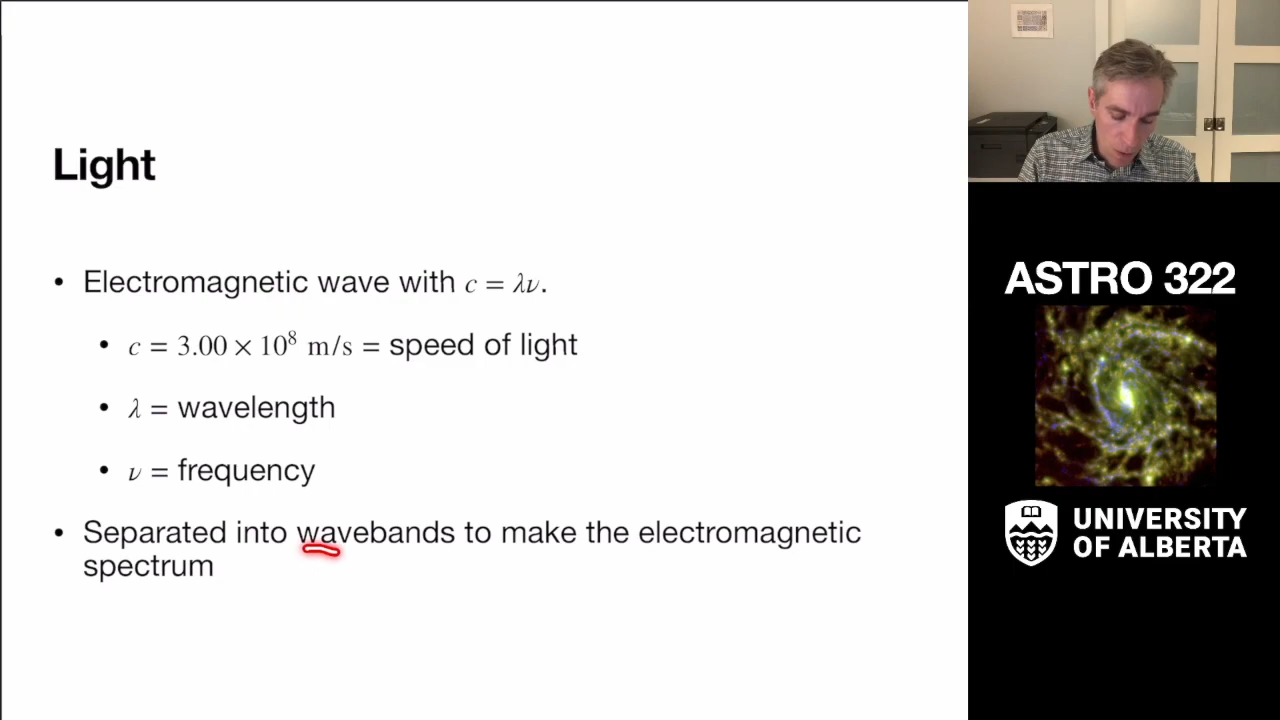 Light
• Electromagnetic wave with c = λν.
• c = 3.00 × 10⁸ m/s = speed of light
• λ = wavelength
• ν = frequency
• Separated into wavebands to make the electromagnetic
spectrum
ASTRO 322
UNIVERSITY
OF ALBERTA